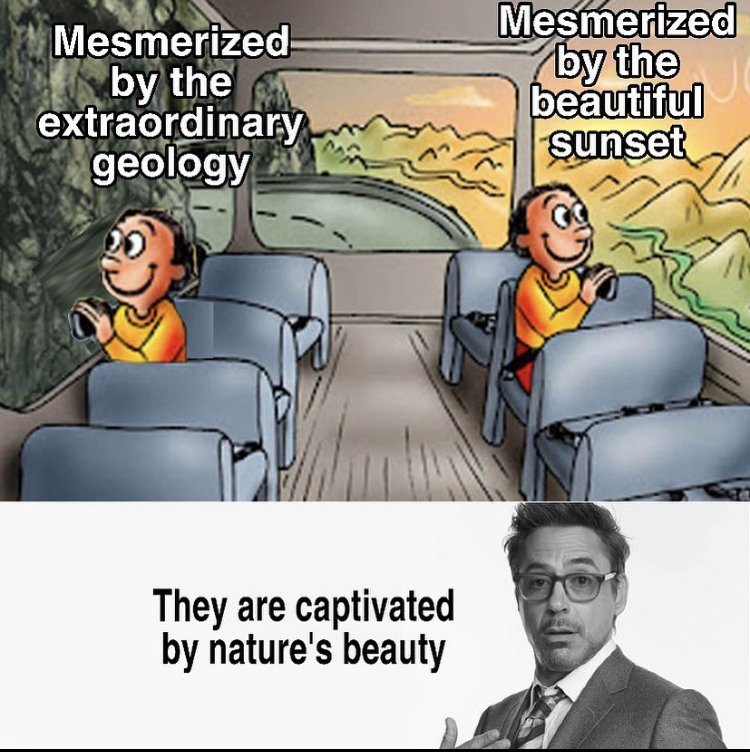 Mesmerized
by the
extraordinary
geology
Mesmerized
by the
beautiful
sunset
They are captivated
by nature's beauty